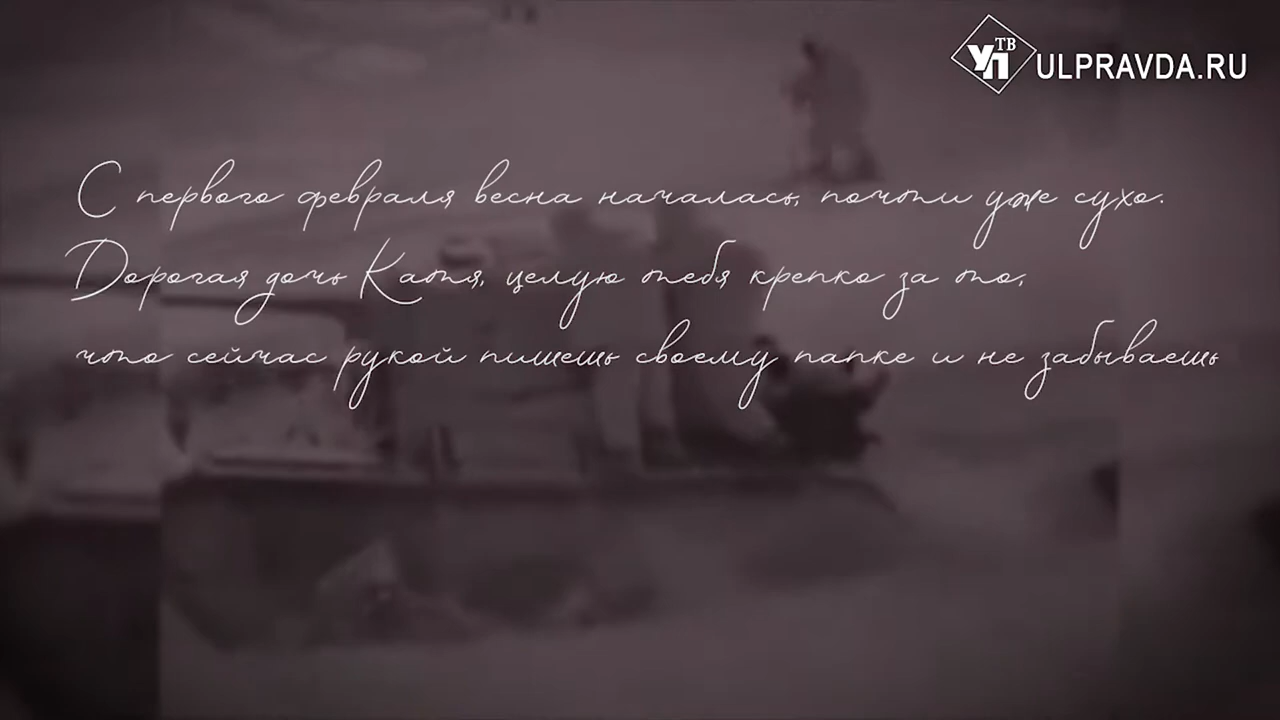 УП ТВ ULPRAVDA.RU
С первого февраля весна началась, почти уже сухо.
Дорогая дочь Катя, целую тебя крепко за то,
что сейчас рукой пишешь своему папке и не забываешь